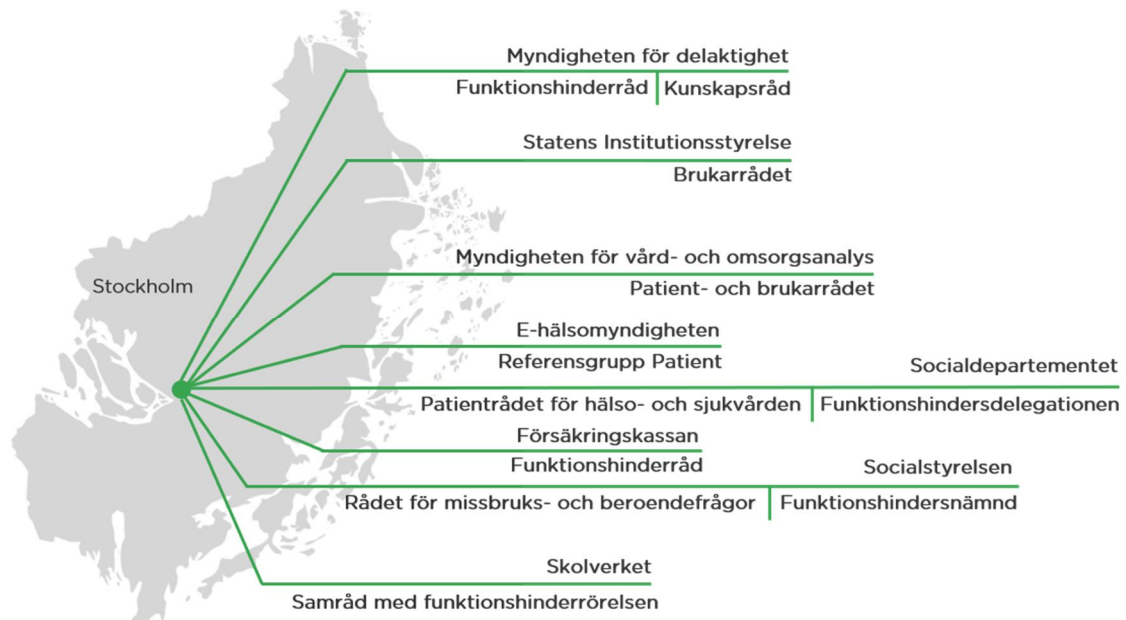 Myndigheten för delaktighet
Funktionshinderråd
Kunskapsråd
Statens Institutionsstyrelse
Brukarrådet
Stockholm
Myndigheten för vård- och omsorgsanalys
Patient- och brukarrådet
E-hälsomyndigheten
Referensgrupp Patient
Socialdepartementet
Patientrådet för hälso- och sjukvården
Funktionshindersdelegationen
Försäkringskassan
Funktionshinderråd
Socialstyrelsen
Rådet för missbruks- och beroendefrågor
Funktionshindersnämnd
Skolverket
Samråd med funktionshinderrörelsen